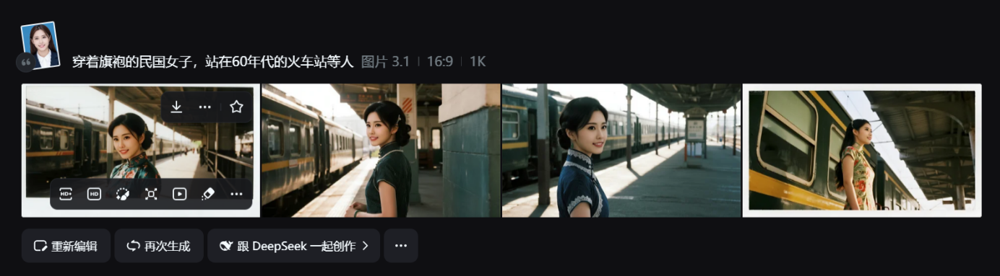 穿着旗袍的民国女子，站在60年代的火车站等人 图片 3.1 | 16:9 | 1K
HD+ HD
重新编辑 再次生成 跟 DeepSeek 一起创作